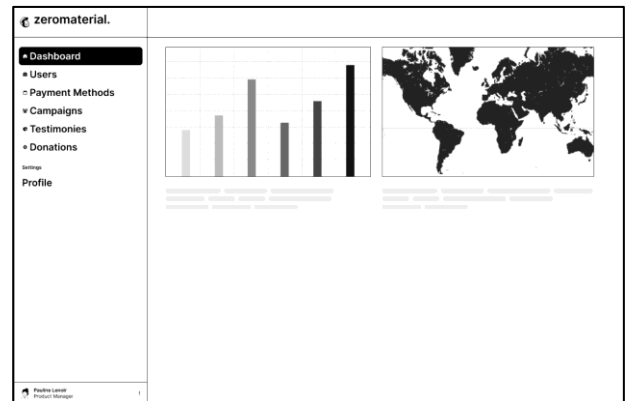 zeromaterial.
Dashboard
Users
Payment Methods
Campaigns
Testimonies
Donations
Settings
Profile
Pauline Lenoir
Product Manager